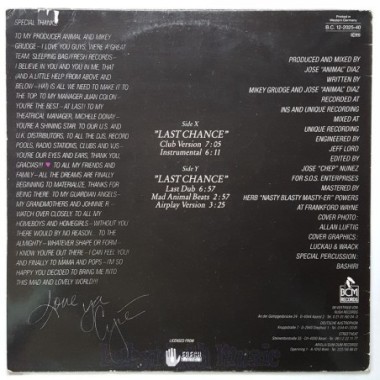 SPECIAL THANKS
TO MY PRODUCER ANIMAL AND MIKEY
GRUDGE - I LOVE YOU GUYS, WE'RE A GREAT
TEAM. SLEEPING BAG/FRESH RECORDS - I
BELIEVE IN YOU AND YOU IN ME, THAT
(AND A LITTLE HELP FROM ABOVE AND
BELOW - HA!) IS ALL WE NEED TO MAKE IT TO
THE TOP. TO MY MANAGER JUAN COLON - YOU'RE
THE BEST - AT LAST! TO MY
THEATRICAL MANAGER, MICHELLE DONAY -
YOU'RE A SHINING STAR. TO OUR U.S. AND
U.K. DISTRIBUTORS, TO ALL THE CUS, RECORD
POOLS, RADIO STATIONS, CLUBS AND US -
YOU'RE OUR EYES AND EARS, THANK YOU,
GRACIAS!!! TO ALL MY FRIENDS AND
FAMILY - ALL THE DREAMS ARE FINALLY
BEGINNING TO MATERIALIZE, THANKS FOR
BEING THERE. TO MY GUARDIAN ANGELS -
MY GRANDMOTHERS AND JOHNNIE K -
WATCH OVER CLOSELY. TO ALL MY
HOMEBOYS AND HOMEGIRLS - WITHOUT YOU
THERE WOULD BY NO REASON... TO THE
ALMIGHTY - WHATEVER SHAPE OR FORM
I KNOW YOU'RE OUT THERE - I CAN FEEL YOU!
AND FINALLY TO MAMA AND POPS - I'M SO
HAPPY YOU DECIDED TO BRING ME INTO
THIS MAD AND LOVELY WORLD!!
Love ya
Side X
"LAST CHANCE"
Club Version 7:05
Instrumental 6:11
Side Y
"LAST CHANCE"
Last Dub 6:57
Mad Animal Beats 2:57
Airplay Version 3:25
LICENSED FROM
Printed in
Western Germany
B.C. 12-2025-40
PRODUCED AND MIXED BY
JOSE "ANIMAL" DIAZ
WRITTEN BY
MIKEY GRUDGE AND JOSE "ANIMAL" DIAZ
RECORDED AT
INS AND UNIQUE RECORDING
MIXED AT
UNIQUE RECORDING
ENGINEERED BY
JEFF LORD
EDITED BY
JOSE "CHEP" NUNEZ
FOR S.O.S. ENTERPRISES
MASTERED BY
HERB "NASTY BLASTY MASTY-ER" POWERS
AT FRANKFORD WAYNE
COVER PHOTO:
ALLAN LUFTIG
COVER GRAPHICS:
LUCKAU & WAACK
SPECIAL PERCUSSION:
BASHIRI
BCM
RECORDS